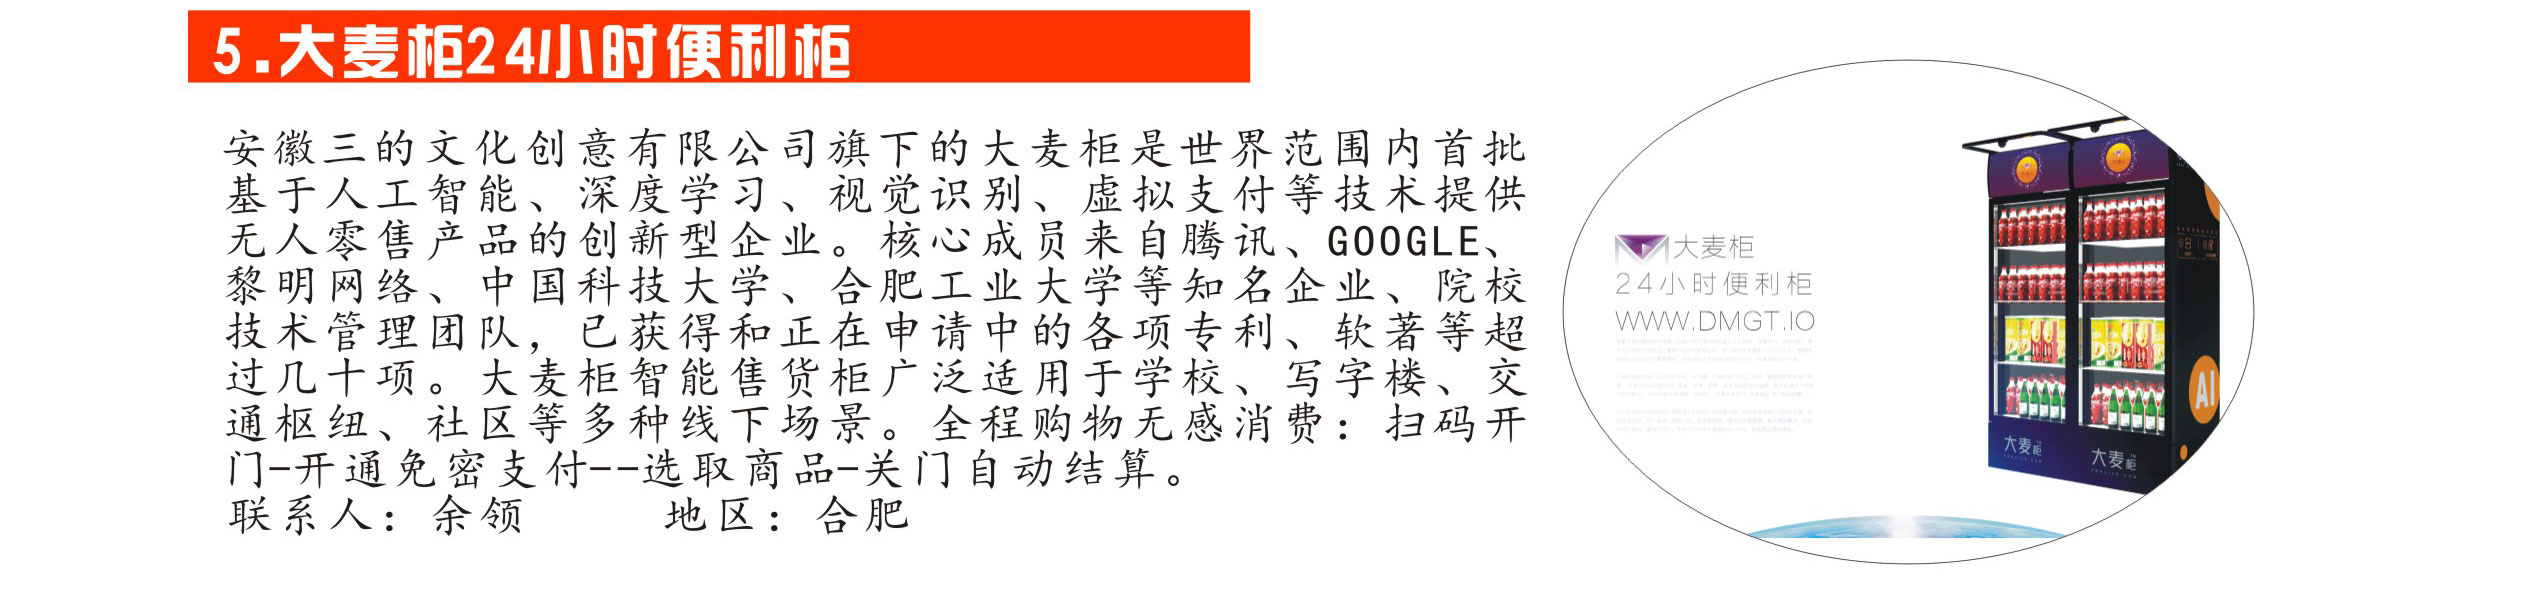 5.大麦柜24小时便利柜
安徽三的文化创意有限公司旗下的大麦柜是世界范围内首批
基于人工智能、深度学习、视觉识别、虚拟支付等技术提供
无人零售产品的创新型企业。核心成员来自腾讯、GOOGLE、
黎明网络、中国科技大学、合肥工业大学等知名企业、院校
技术管理团队，已获得和正在申请中的各项专利、软著等超
过几十项。大麦柜智能售货柜广泛适用于学校、写字楼、交
通枢纽、社区等多种线下场景。全程购物无感消费：扫码开
门-开通免密支付--选取商品-关门自动结算。
联系人：余领 地区：合肥
大麦柜
24小时便利柜
WWW.DMGT.IO
AI
大麦柜
大麦柜